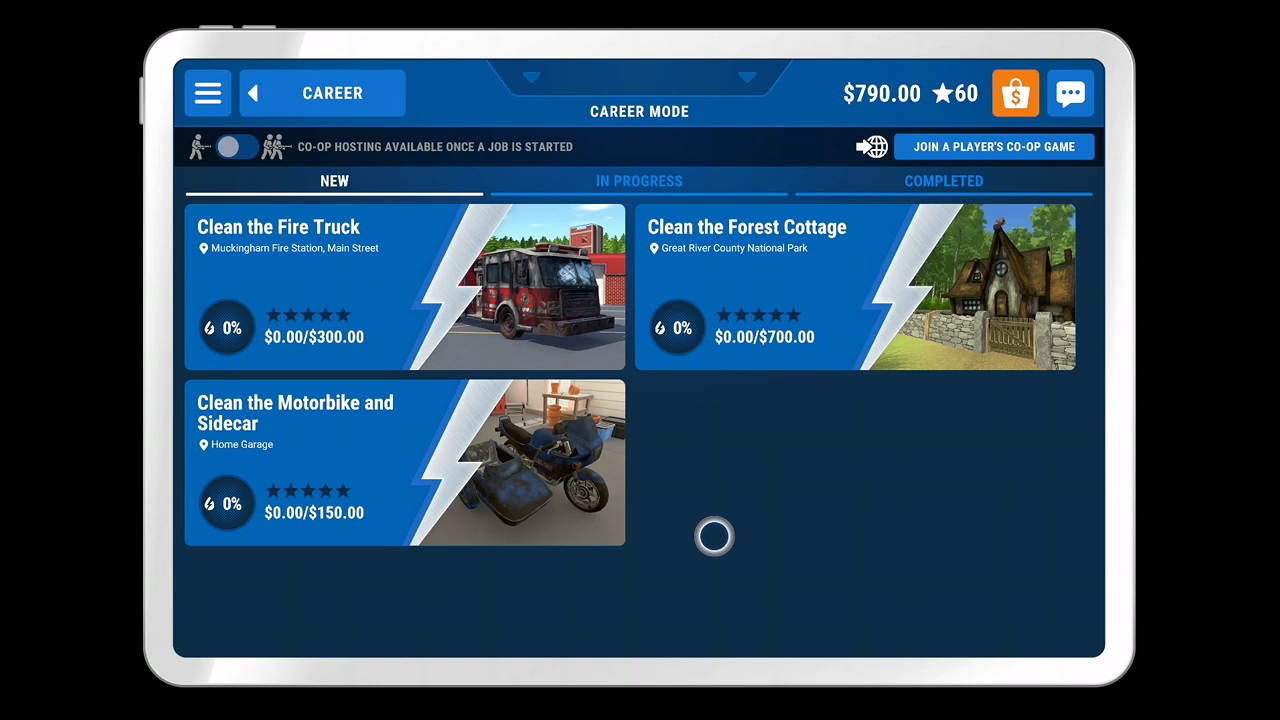 CAREER
CAREER MODE
$790.00 ★60
CO-OP HOSTING AVAILABLE ONCE A JOB IS STARTED
JOIN A PLAYER'S CO-OP GAME
NEW
IN PROGRESS
COMPLETED
Clean the Fire Truck
Muckingham Fire Station, Main Street
0%
$0.00/$300.00
Clean the Forest Cottage
Great River County National Park
0%
$0.00/$700.00
Clean the Motorbike and
Sidecar
Home Garage
0%
$0.00/$150.00